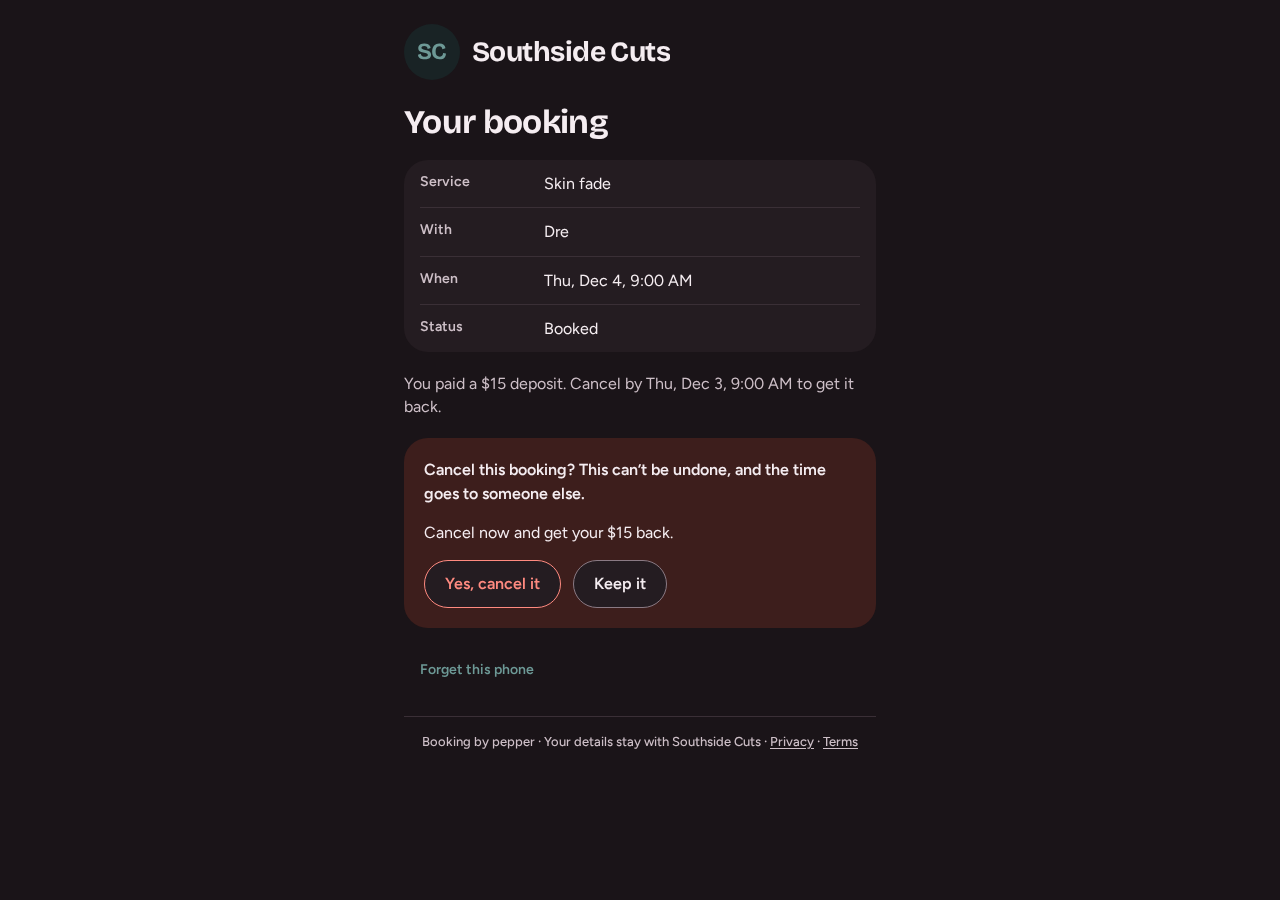 SC
Southside Cuts
Your booking
Service
Skin fade
With
Dre
When
Thu, Dec 4, 9:00 AM
Status
Booked
You paid a $15 deposit. Cancel by Thu, Dec 3, 9:00 AM to get it
back.
Cancel this booking? This can’t be undone, and the time
goes to someone else.
Cancel now and get your $15 back.
Yes, cancel it
Keep it
Forget this phone
Booking by pepper · Your details stay with Southside Cuts · Privacy · Terms